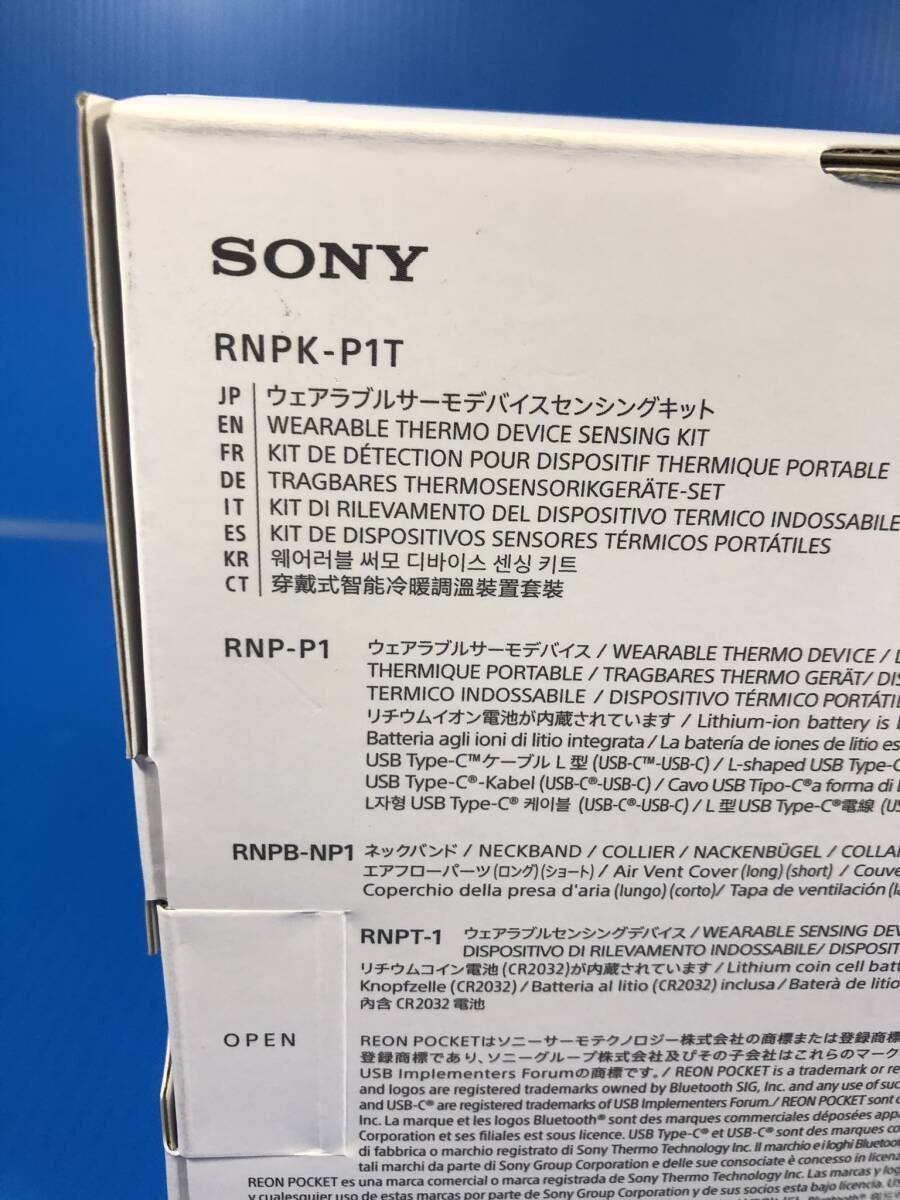 SONY
RNPK-P1T
JP ウェアラブルサーモデバイスセンシングキット
EN WEARABLE THERMO DEVICE SENSING KIT
FR KIT DE DÉTECTION POUR DISPOSITIF THERMIQUE PORTABLE
DE TRAGBARES THERMOSENSORIKGERÄTE-SET
IT KIT DI RILEVAMENTO DEL DISPOSITIVO TERMICO INDOSSABILE
ES KIT DE DISPOSITIVOS SENSORES TÉRMICOS PORTÁTILES
KR 웨어러블 써모 디바이스 센싱 키트
CT 穿戴式智能冷暖調溫裝置套裝
RNP-P1 ウェアラブルサーモデバイス / WEARABLE THERMO DEVICE /
THERMIQUE PORTABLE / TRAGBARES THERMO GERÄT/
TERMICO INDOSSABILE / DISPOSITIVO TÉRMICO
リチウムイオン電池が内蔵されています / Lithium-ion battery is
Batteria agli ioni di litio integrata / La batería de iones de litio
USB Type-C™ケーブル L 型 (USB-C™-USB-C) / L-shaped USB
USB Type-C®-Kabel (USB-C®-USB-C) / Cavo USB Tipo-C®a forma di
L자형 USB Type-C® 케이블 (USB-C®-USB-C) / L 型 USB Type-C®電線
RNPB-NP1 ネックバンド / NECKBAND / COLLIER / NACKENBÜGEL /
エアフローパーツ (ロング) (ショート) / Air Vent Cover (long) (short) /
Coperchio della presa d'aria (lungo) (corto)/ Tapa de ventilación
RNPT-1 ウェアラブルセンシングデバイス / WEARABLE SENSING
DISPOSITIVO DI RILEVAMENTO INDOSSABILE/
リチウムコイン電池 (CR2032)が内蔵されています / Lithium coin cell
Knopfzelle (CR2032) / Batteria al litio (CR2032) inclusa / Baterá de litio
內含 CR2032 電池
OPEN
REON POCKETはソニーサーモテクノロジー株式会社の商標または登録商標
登録商標であり、ソニーグループ株式会社及びその子会社はこれらのマーク
USB Implementers Forumの商標です。/ REON POCKET is a trademark or
and logos are registered trademarks owned by Bluetooth SIG, Inc. and any use of
and USB-C® are registered trademarks of USB Implementers Forum./ REON POCKET sont
Inc. La marque et les logos Bluetooth® sont des marques commerciales déposées
Corporation et ses filiales est sous licence. USB Type-C® et USB-C® sont des marques
di fabbrica o marchio registrato di Sony Thermo Technology Inc. Il marchio e i loghi
tali marchi da parte di Sony Group Corporation e delle sue consociate è concesso in
REON POCKET es una marca comercial o marca registrada de Sony Thermo Technology Inc. Las marcas y
y cualesquier uso de estas marcas por parte de Sony Group Corporation y de sus socios esta bajo licencia.